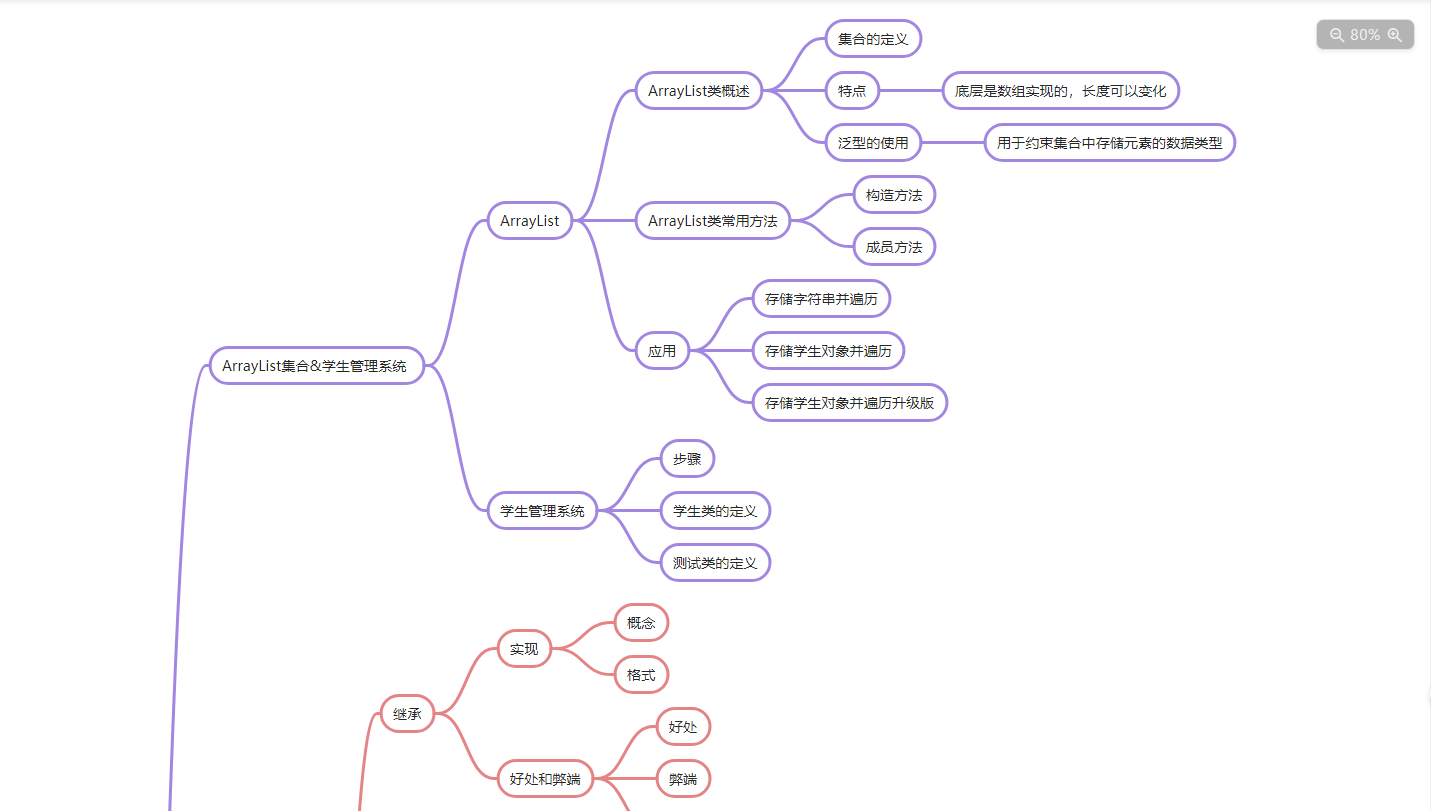 集合的定义
80%
ArrayList类概述
特点
底层是数组实现的，长度可以变化
泛型的使用
用于约束集合中存储元素的数据类型
构造方法
ArrayList
ArrayList类常用方法
成员方法
存储字符串并遍历
应用
存储学生对象并遍历
ArrayList集合&学生管理系统
存储学生对象并遍历升级版
步骤
学生管理系统
学生类的定义
测试类的定义
概念
实现
格式
继承
好处
好处和弊端
弊端